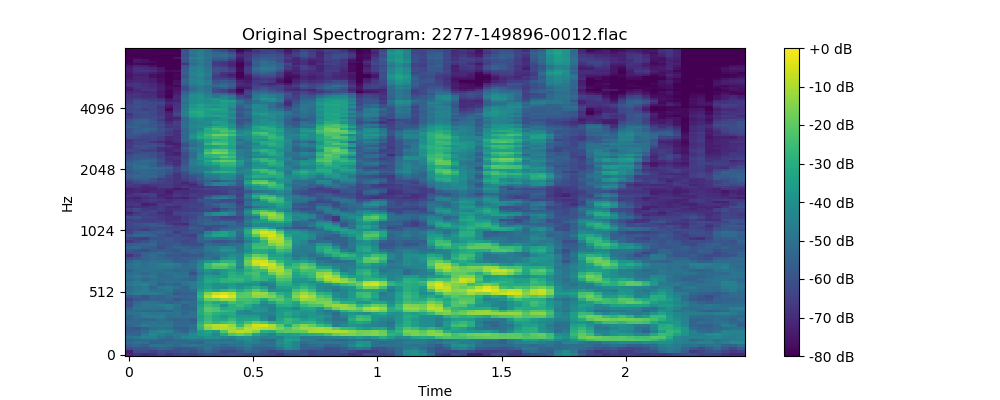 Original Spectrogram: 2277-149896-0012.flac
Hz
4096
2048
1024
512
0
0 0.5 1 1.5 2
Time
+0 dB
-10 dB
-20 dB
-30 dB
-40 dB
-50 dB
-60 dB
-70 dB
-80 dB